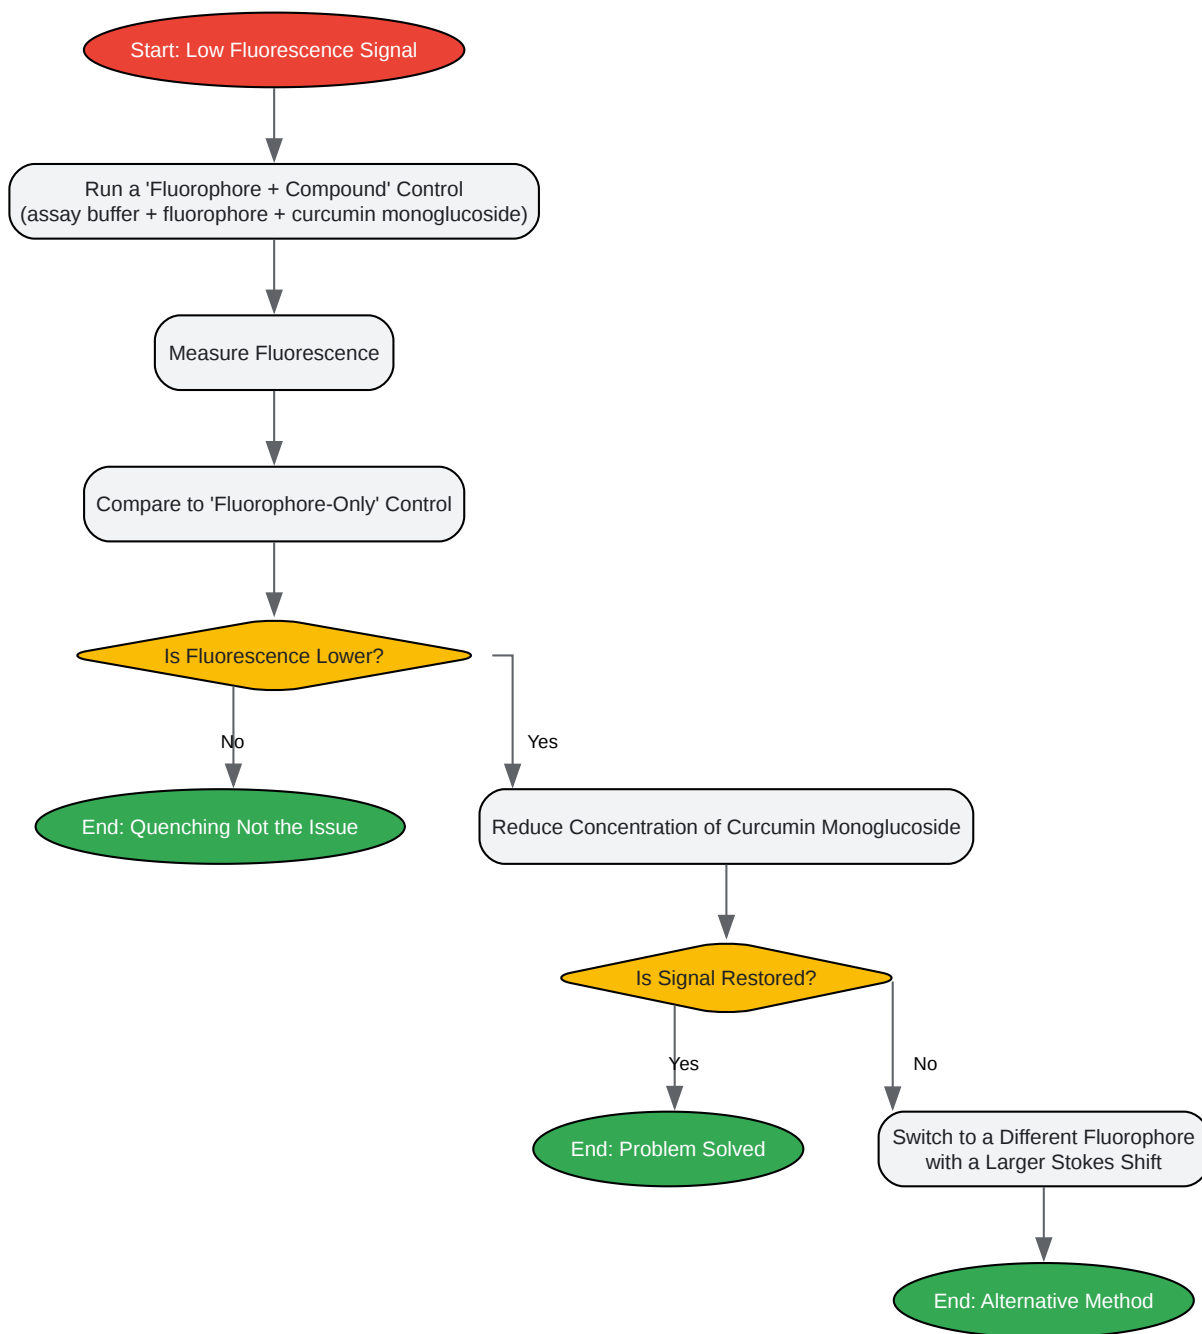 Start: Low Fluorescence Signal
Run a 'Fluorophore + Compound' Control
(assay buffer + fluorophore + curcumin monoglucoside)
Measure Fluorescence
Compare to 'Fluorophore-Only' Control
Is Fluorescence Lower?
No
Yes
End: Quenching Not the Issue
Reduce Concentration of Curcumin Monoglucoside
Is Signal Restored?
Yes
No
End: Problem Solved
Switch to a Different Fluorophore
with a Larger Stokes Shift
End: Alternative Method